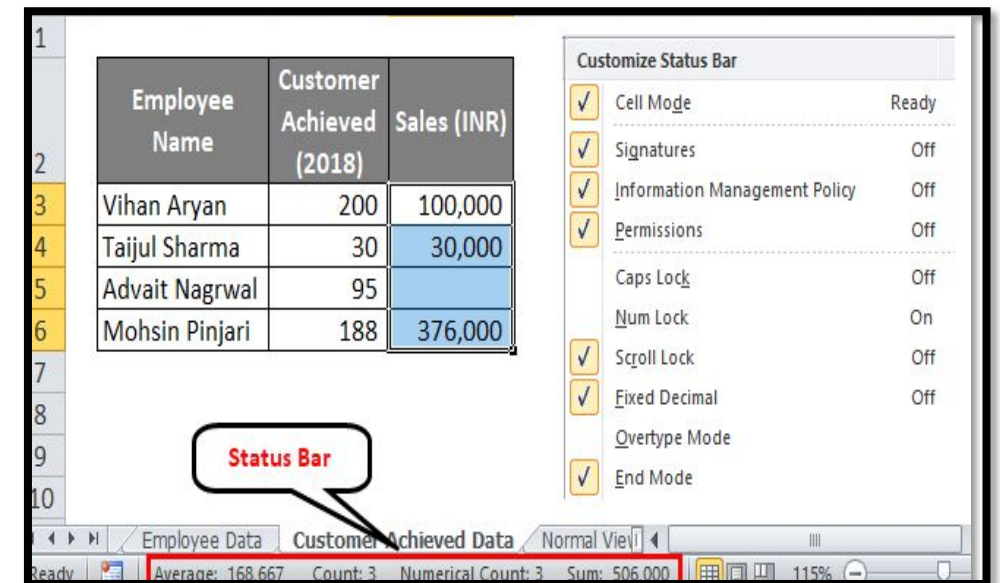 1
2
3
4
5
6
7
8
9
10
Employee Name
Customer Achieved (2018)
Sales (INR)
Vihan Aryan 200 100,000
Taijul Sharma 30 30,000
Advait Nagrwal 95
Mohsin Pinjari 188 376,000
Customize Status Bar
Cell Mode Ready
Signatures Off
Information Management Policy Off
Permissions Off
Caps Lock Off
Num Lock On
Scroll Lock Off
Fixed Decimal Off
Overtype Mode
End Mode
Status Bar
Employee Data Customer Achieved Data Normal View
Ready Average: 168,667 Count: 3 Numerical Count: 3 Sum: 506,000 115%